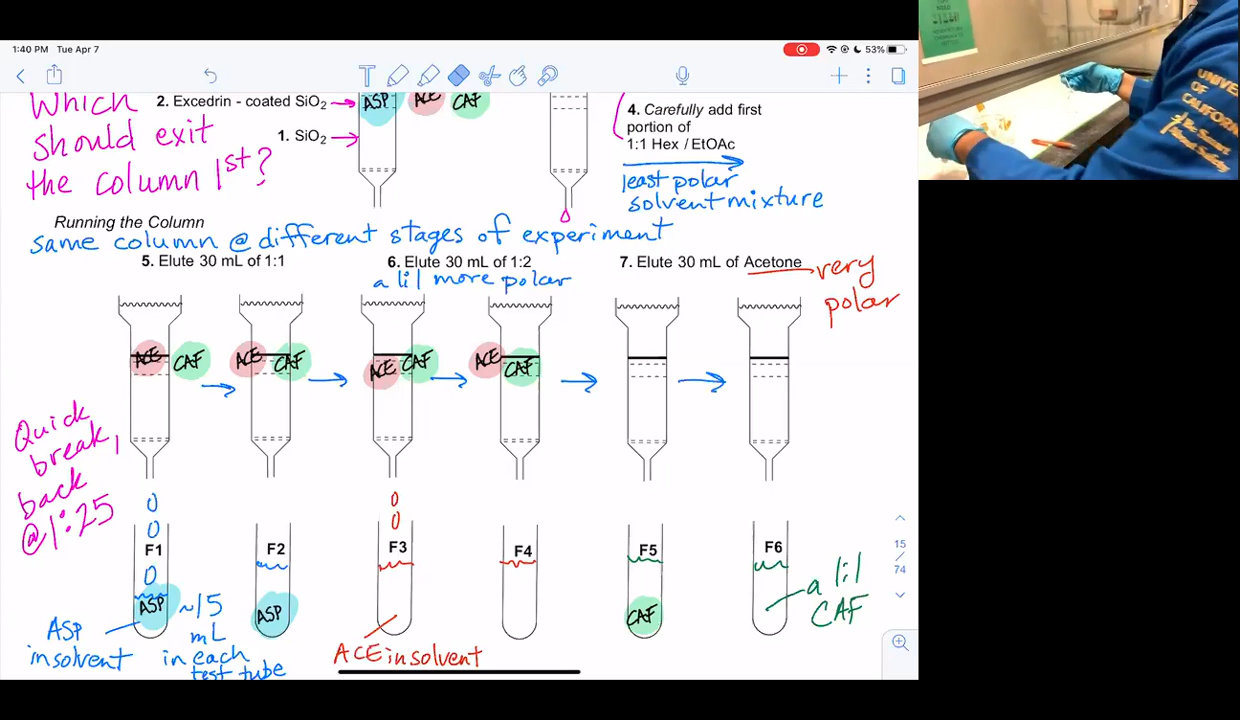 1:40 PM Tue Apr 7
53%
Which
should exit
the column 1st?
2. Excedrin - coated SiO2
1. SiO2
ASP ACE CAF
4. Carefully add first
portion of
1:1 Hex / EtOAc
least polar
solvent mixture
Running the Column
same column @ different stages of experiment
5. Elute 30 mL of 1:1
6. Elute 30 mL of 1:2
a lil more polar
7. Elute 30 mL of Acetone
very
polar
ACE CAF
ACE CAF
ACE CAF
ACE CAF
Quick
break,
back
@1:25
F1
F2
F3
F4
F5
F6
ASP
ASP
CAF
ASP
in solvent
~15
mL
in each
test tube
ACE in solvent
a lil
CAF
15
/
74
UNIVER
OF
CALIFORN